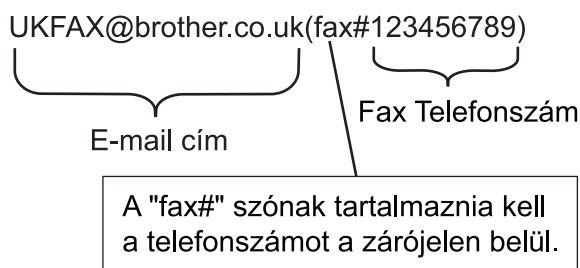 UKFAX@brother.co.uk(fax#123456789)
Fax Telefonszám
E-mail cím
A "fax#" szónak tartalmaznia kell
a telefonszámot a zárójelen belül.